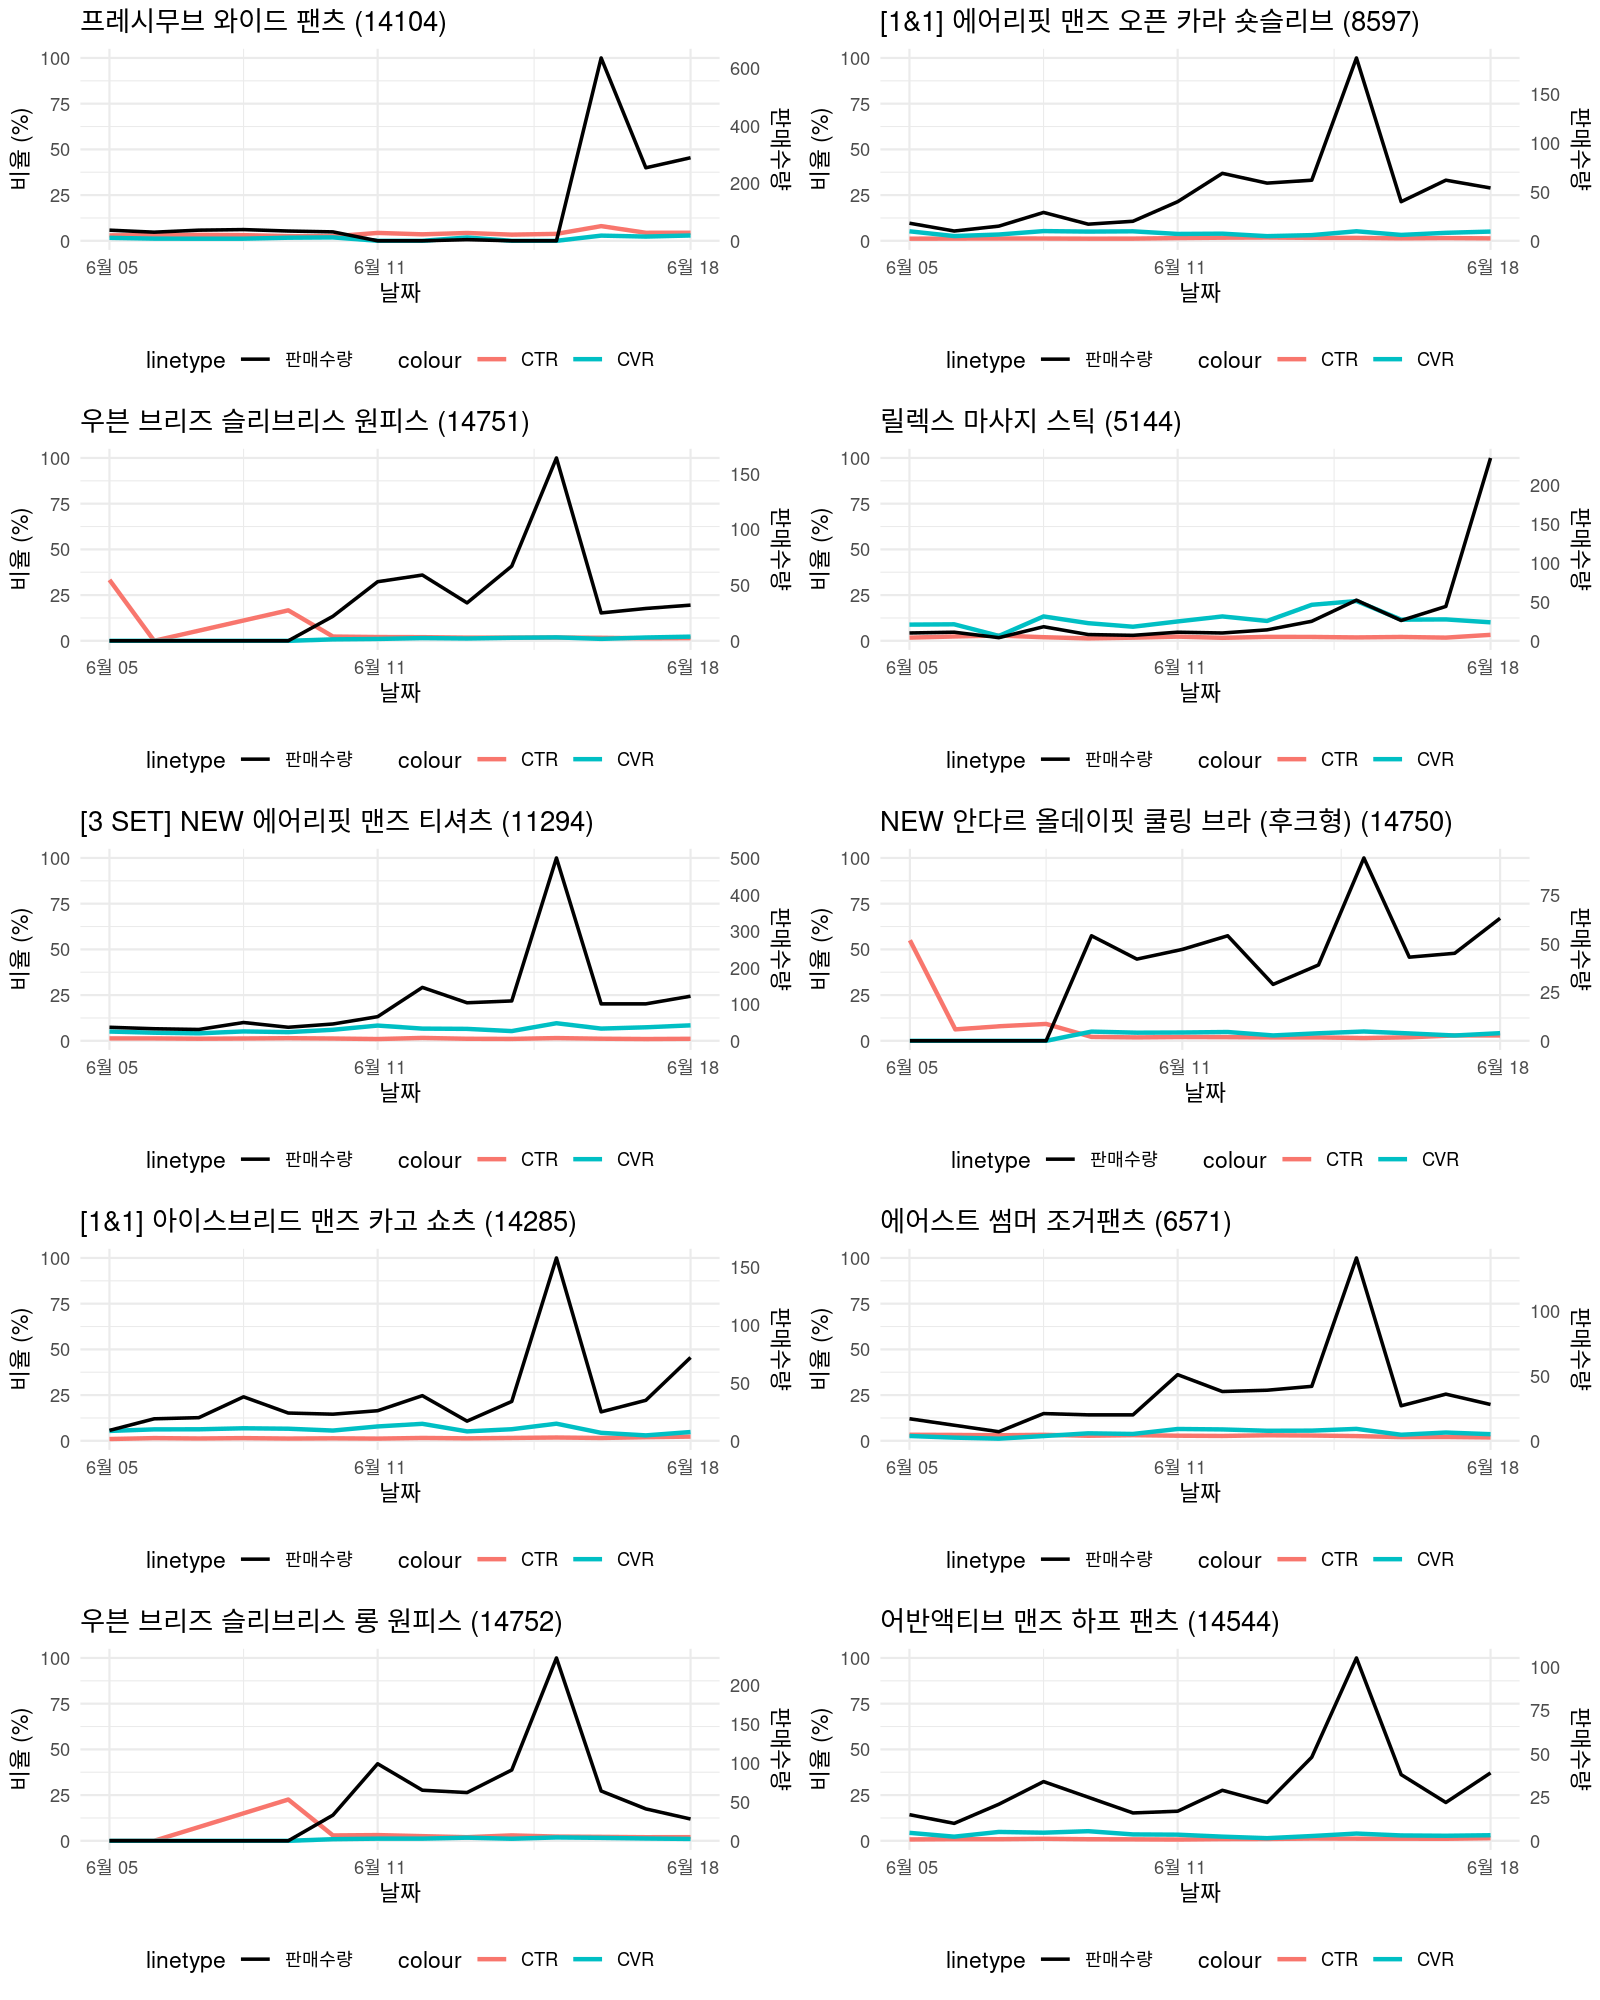 프레시무브 와이드 팬츠 (14104)
100
75
50
25
0
비율 (%)
600
400
200
0
판매수량
6월 05
6월 11
6월 18
날짜
linetype 판매수량 colour CTR CVR
[1&1] 에어리핏 맨즈 오픈 카라 숏슬리브 (8597)
100
75
50
25
0
비율 (%)
150
100
50
0
판매수량
6월 05
6월 11
6월 18
날짜
linetype 판매수량 colour CTR CVR
우븐 브리즈 슬리브리스 원피스 (14751)
100
75
50
25
0
비율 (%)
150
100
50
0
판매수량
6월 05
6월 11
6월 18
날짜
linetype 판매수량 colour CTR CVR
릴렉스 마사지 스틱 (5144)
100
75
50
25
0
비율 (%)
200
150
100
50
0
판매수량
6월 05
6월 11
6월 18
날짜
linetype 판매수량 colour CTR CVR
[3 SET] NEW 에어리핏 맨즈 티셔츠 (11294)
100
75
50
25
0
비율 (%)
500
400
300
200
100
0
판매수량
6월 05
6월 11
6월 18
날짜
linetype 판매수량 colour CTR CVR
NEW 안다르 올데이핏 쿨링 브라 (후크형) (14750)
100
75
50
25
0
비율 (%)
75
50
25
0
판매수량
6월 05
6월 11
6월 18
날짜
linetype 판매수량 colour CTR CVR
[1&1] 아이스브리드 맨즈 카고 쇼츠 (14285)
100
75
50
25
0
비율 (%)
150
100
50
0
판매수량
6월 05
6월 11
6월 18
날짜
linetype 판매수량 colour CTR CVR
에어스트 썸머 조거팬츠 (6571)
100
75
50
25
0
비율 (%)
100
50
0
판매수량
6월 05
6월 11
6월 18
날짜
linetype 판매수량 colour CTR CVR
우븐 브리즈 슬리브리스 롱 원피스 (14752)
100
75
50
25
0
비율 (%)
200
150
100
50
0
판매수량
6월 05
6월 11
6월 18
날짜
linetype 판매수량 colour CTR CVR
어반액티브 맨즈 하프 팬츠 (14544)
100
75
50
25
0
비율 (%)
100
75
50
25
0
판매수량
6월 05
6월 11
6월 18
날짜
linetype 판매수량 colour CTR CVR